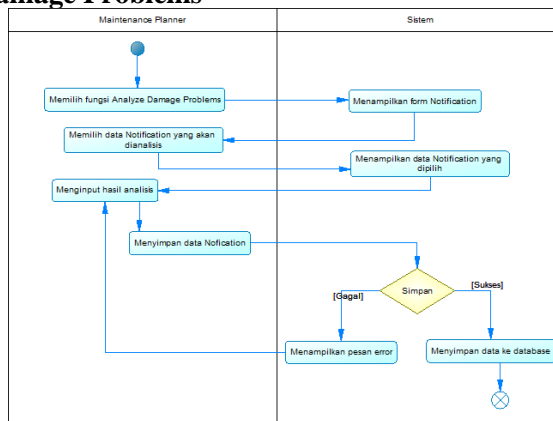 Problems
Maintenance Planner
Sistem
Memilih fungsi Analyze Damage Problems
Menampilkan form Notification
Memilih data Notification yang akan
dianalisis
Menampilkan data Notification yang
dipilih
Menginput hasil analisis
Menyimpan data Nofication
Simpan
[Gagal]
[Sukses]
Menampilkan pesan error
Menyimpan data ke database